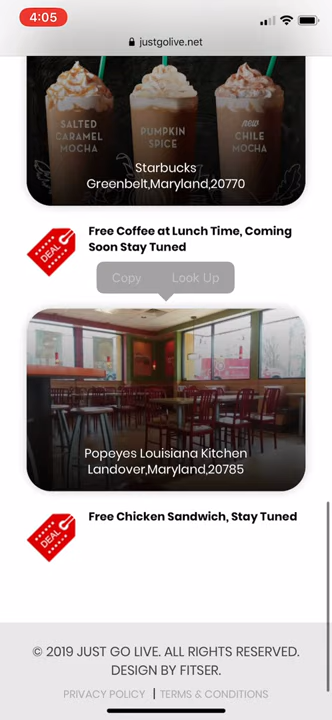 4:05
justgolive.net
SALTED
CARAMEL
MOCHA
PUMPKIN
SPICE
new
CHILE
MOCHA
Starbucks
Greenbelt,Maryland,20770
DEAL
Free Coffee at Lunch Time, Coming
Soon Stay Tuned
Copy Look Up
Popeyes Louisiana Kitchen
Landover,Maryland,20785
DEAL
Free Chicken Sandwich, Stay Tuned
© 2019 JUST GO LIVE. ALL RIGHTS RESERVED.
DESIGN BY FITSER.
PRIVACY POLICY | TERMS & CONDITIONS